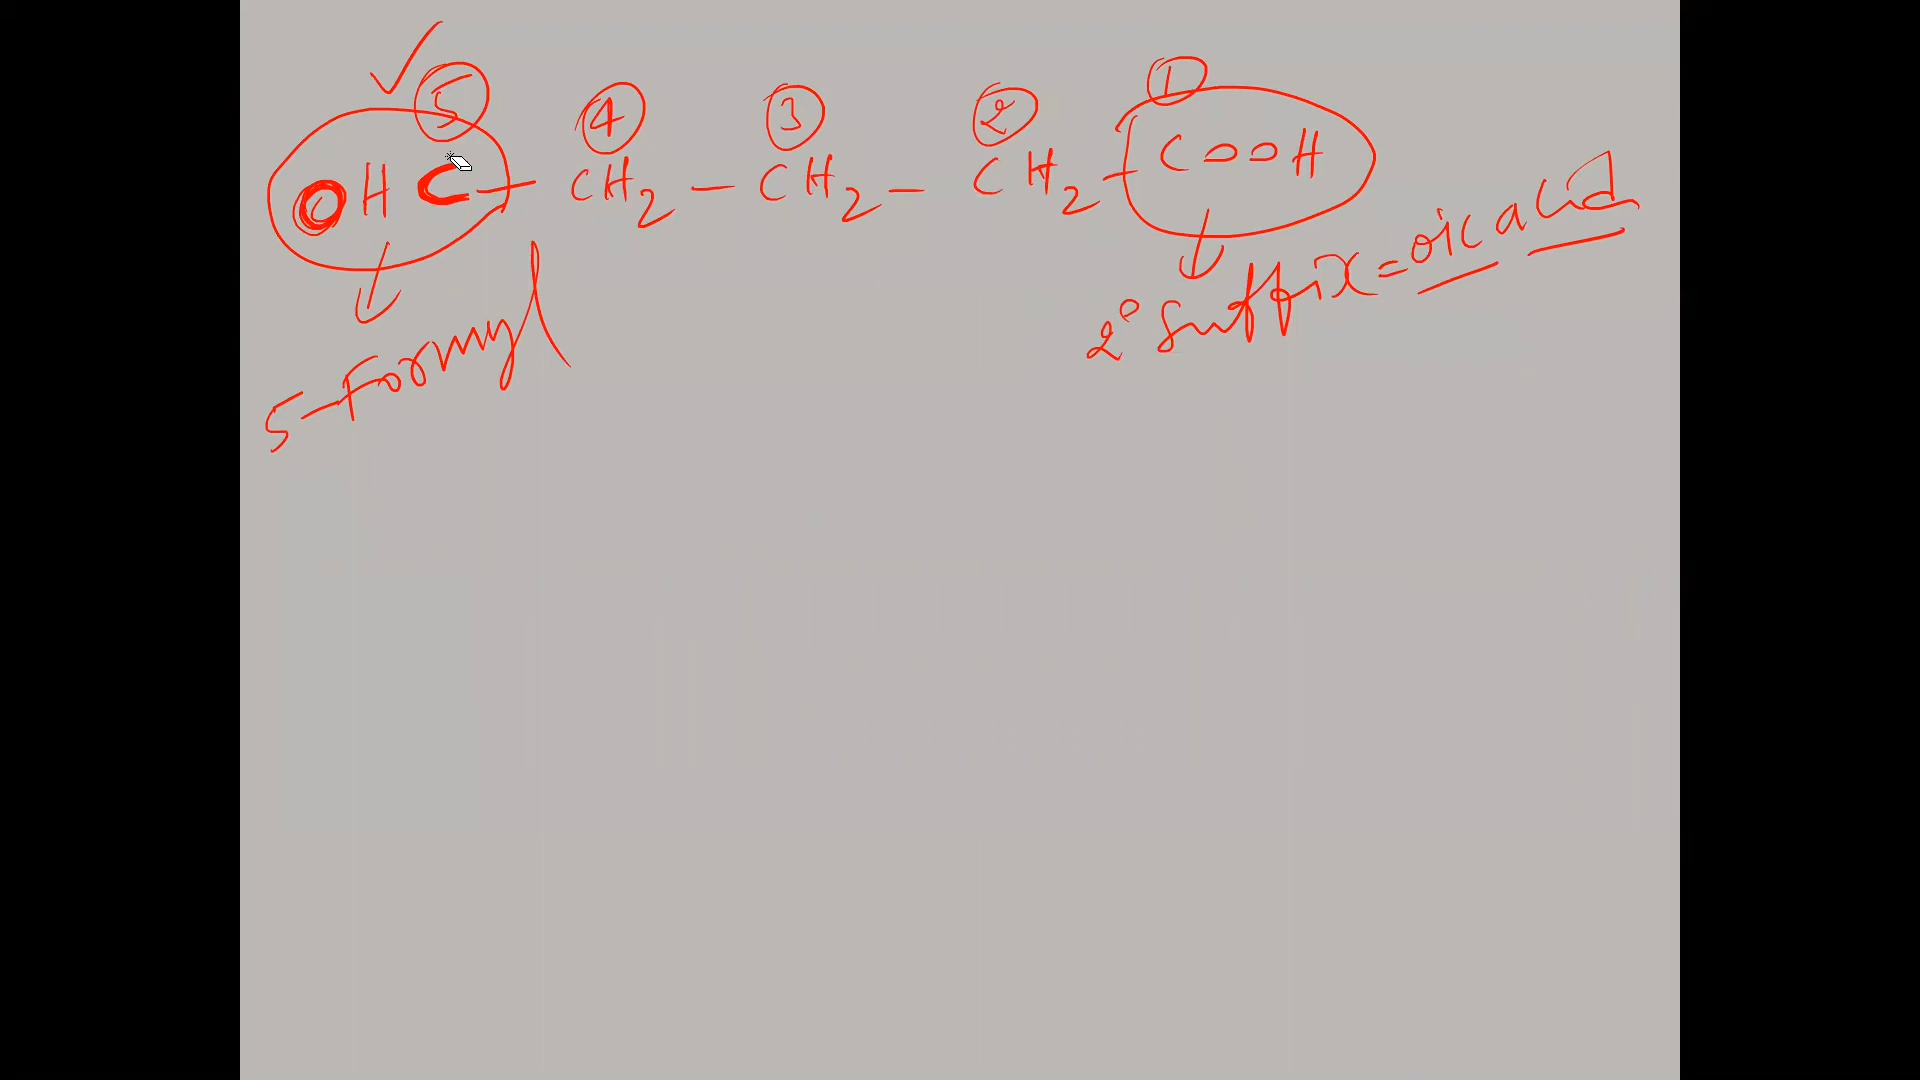 5 4 3 2 1
OHC - CH2 - CH2 - CH2 - COOH
2° suffix = oic acid
5-Formyl